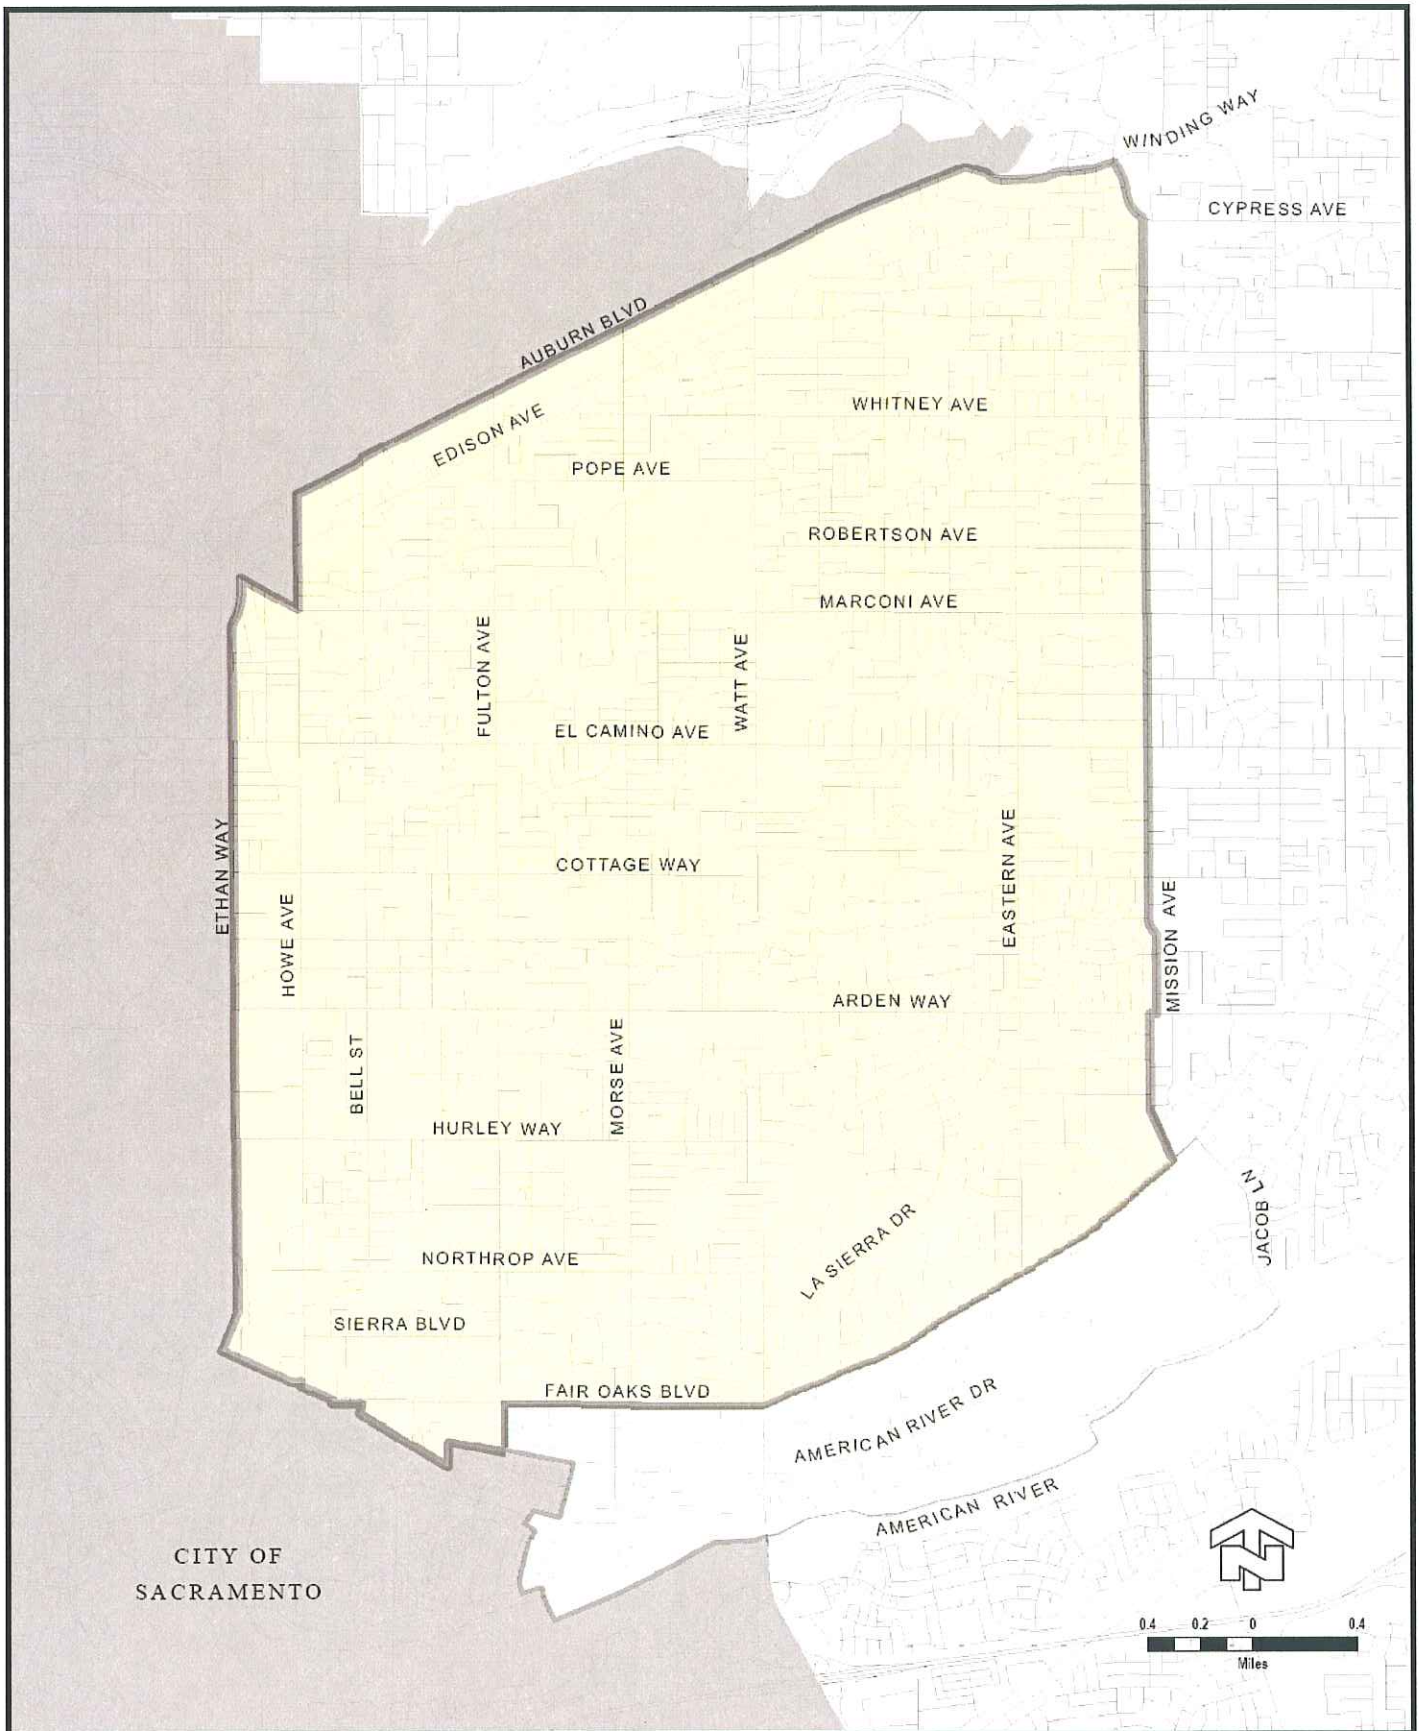 WINDING WAY
CYPRESS AVE
AUBURN BLVD
WHITNEY AVE
EDISON AVE
POPE AVE
ROBERTSON AVE
MARCONI AVE
FULTON AVE
WATT AVE
EL CAMINO AVE
ETHAN WAY
COTTAGE WAY
EASTERN AVE
HOWE AVE
MISSION AVE
ARDEN WAY
BELL ST
MORSE AVE
HURLEY WAY
JACOB LN
LA SIERRA DR
NORTHROP AVE
SIERRA BLVD
FAIR OAKS BLVD
AMERICAN RIVER DR
AMERICAN RIVER
CITY OF
SACRAMENTO
N
0.4 0.2 0 0.4
Miles